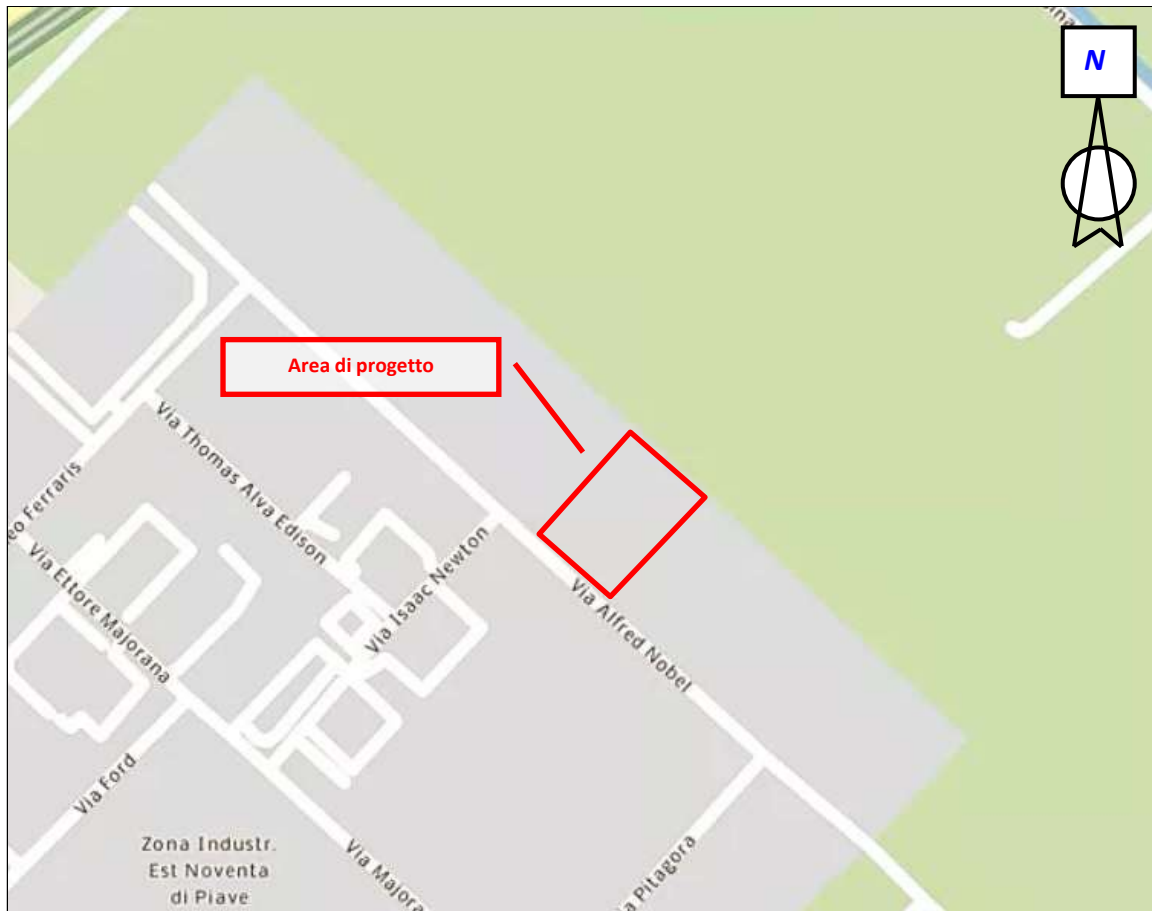 N
Area di progetto
Via Thomas Alva Edison
eo Ferraris
Via Isaac Newton
Via Ettore Majorana
Via Alfred Nobel
Via Ford
Zona Industr.
Est Noventa
di Piave
Via Majora
a Pitagora